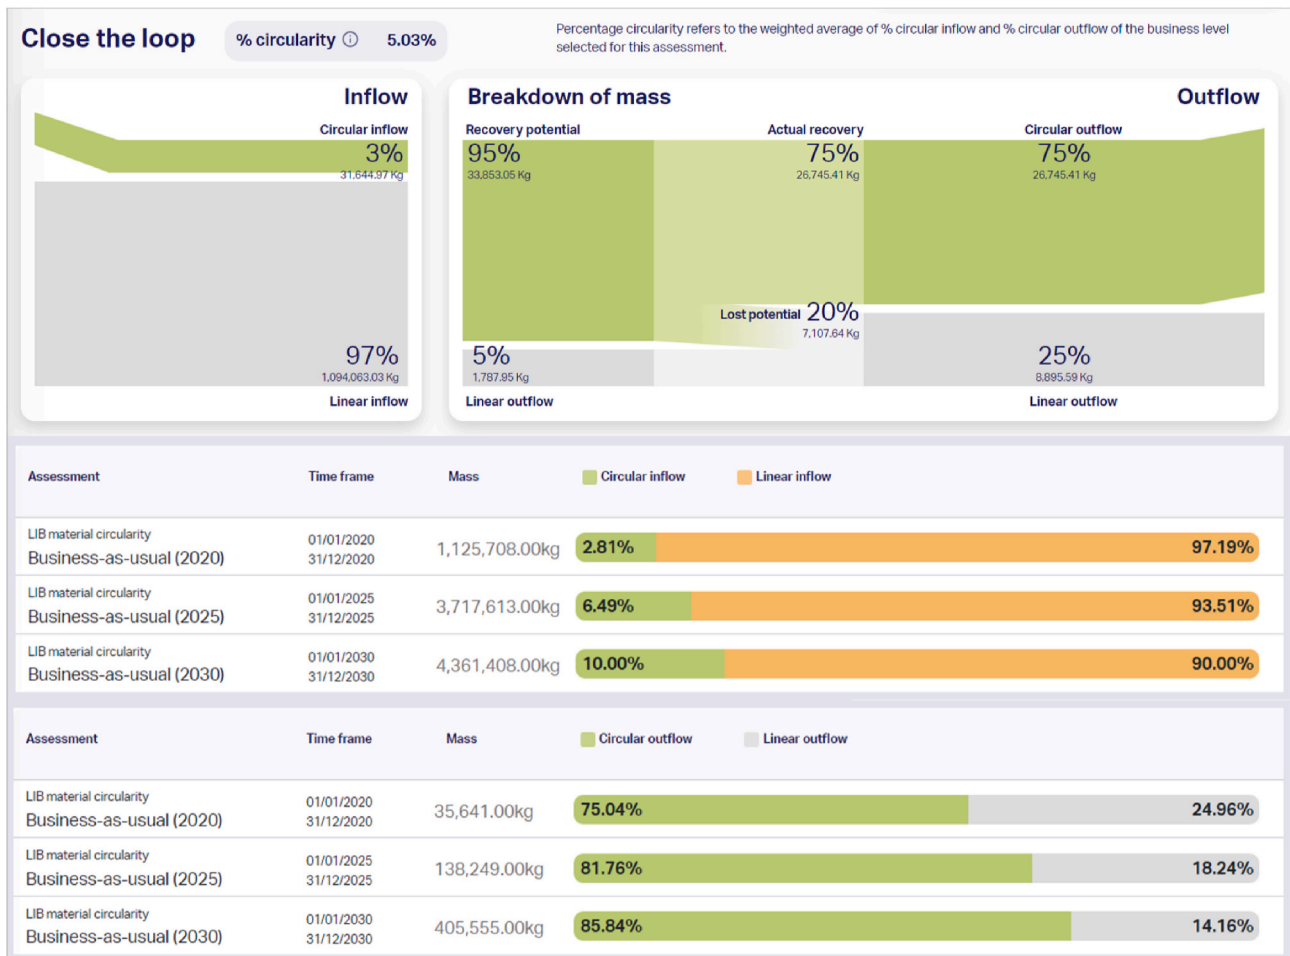 Close the loop
% circularity 5.03%
Percentage circularity refers to the weighted average of % circular inflow and % circular outflow of the business level
selected for this assessment.
Inflow
Circular inflow
3%
31,644.97 Kg
97%
1,094,063.03 Kg
Linear inflow
Breakdown of mass
Outflow
Recovery potential
95%
33,853.05 Kg
Actual recovery
75%
26,745.41 Kg
Circular outflow
75%
26,745.41 Kg
Lost potential 20%
7,107.64 Kg
5%
1,787.95 Kg
Linear outflow
25%
8,895.59 Kg
Linear outflow
Assessment Time frame Mass Circular inflow Linear inflow
LIB material circularity
Business-as-usual (2020)
01/01/2020
31/12/2020
1,125,708.00kg
2.81% 97.19%
LIB material circularity
Business-as-usual (2025)
01/01/2025
31/12/2025
3,717,613.00kg
6.49% 93.51%
LIB material circularity
Business-as-usual (2030)
01/01/2030
31/12/2030
4,361,408.00kg
10.00% 90.00%
Assessment Time frame Mass Circular outflow Linear outflow
LIB material circularity
Business-as-usual (2020)
01/01/2020
31/12/2020
35,641.00kg
75.04% 24.96%
LIB material circularity
Business-as-usual (2025)
01/01/2025
31/12/2025
138,249.00kg
81.76% 18.24%
LIB material circularity
Business-as-usual (2030)
01/01/2030
31/12/2030
405,555.00kg
85.84% 14.16%